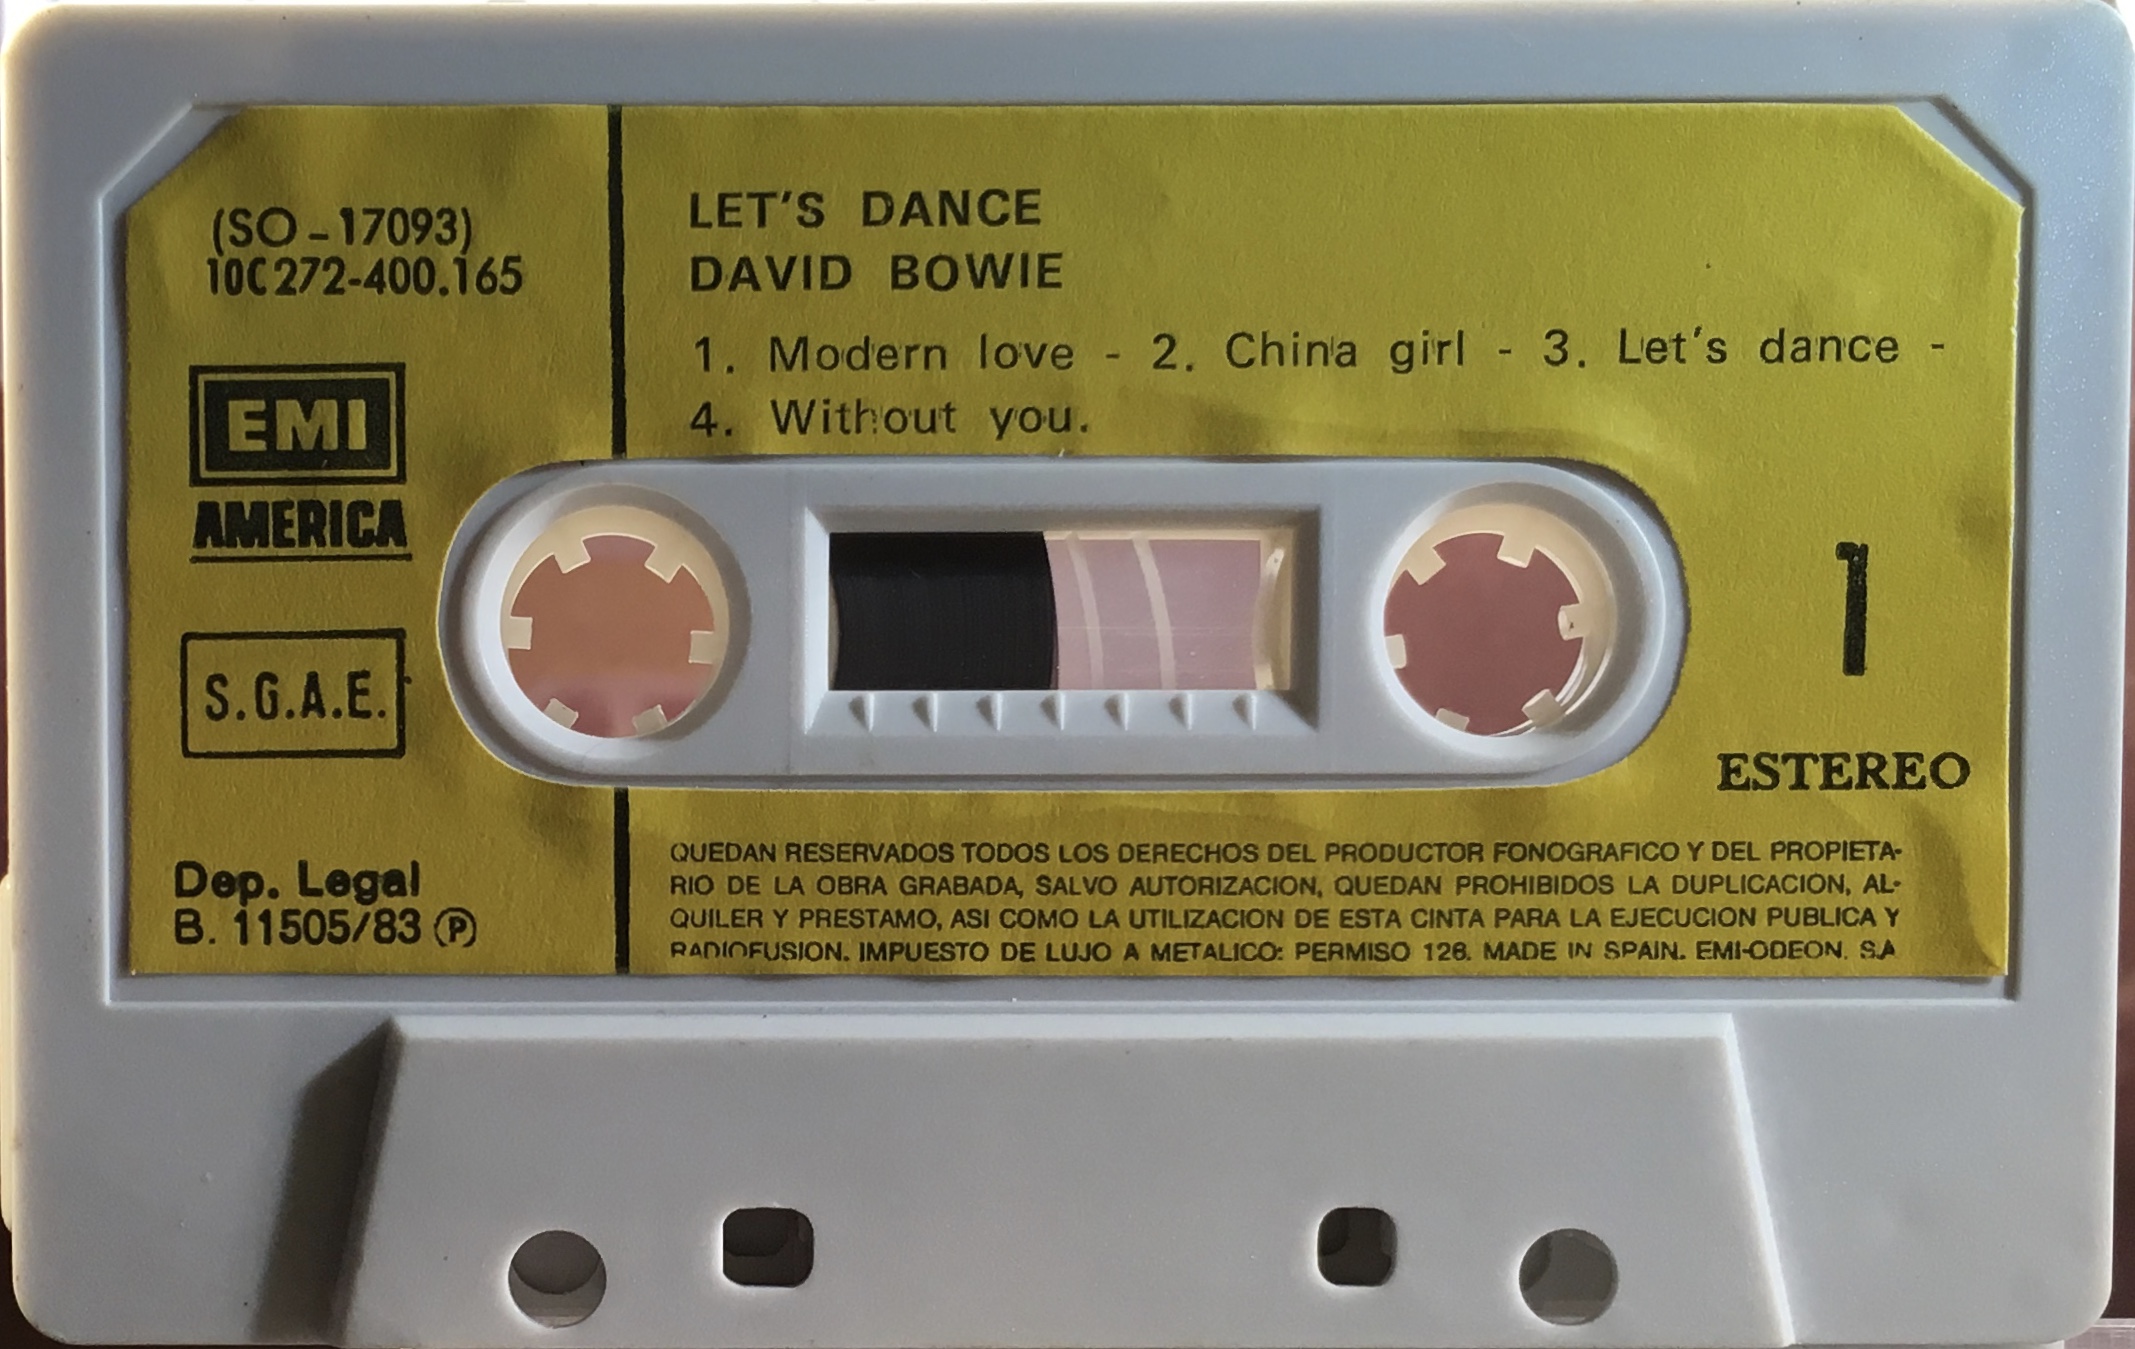 (SO-17093)
10C 272-400.165
EMI
AMERICA
S.G.A.E.
Dep. Legal
B. 11505/83 Ⓟ
LET'S DANCE
DAVID BOWIE
1. Modern love - 2. China girl - 3. Let's dance -
4. Without you.
1
ESTEREO
QUEDAN RESERVADOS TODOS LOS DERECHOS DEL PRODUCTOR FONOGRAFICO Y DEL PROPIETA-
RIO DE LA OBRA GRABADA, SALVO AUTORIZACION, QUEDAN PROHIBIDOS LA DUPLICACION, AL-
QUILER Y PRESTAMO, ASI COMO LA UTILIZACION DE ESTA CINTA PARA LA EJECUCION PUBLICA Y
RADIOFUSION. IMPUESTO DE LUJO A METALICO: PERMISO 126. MADE IN SPAIN. EMI-ODEON. S.A